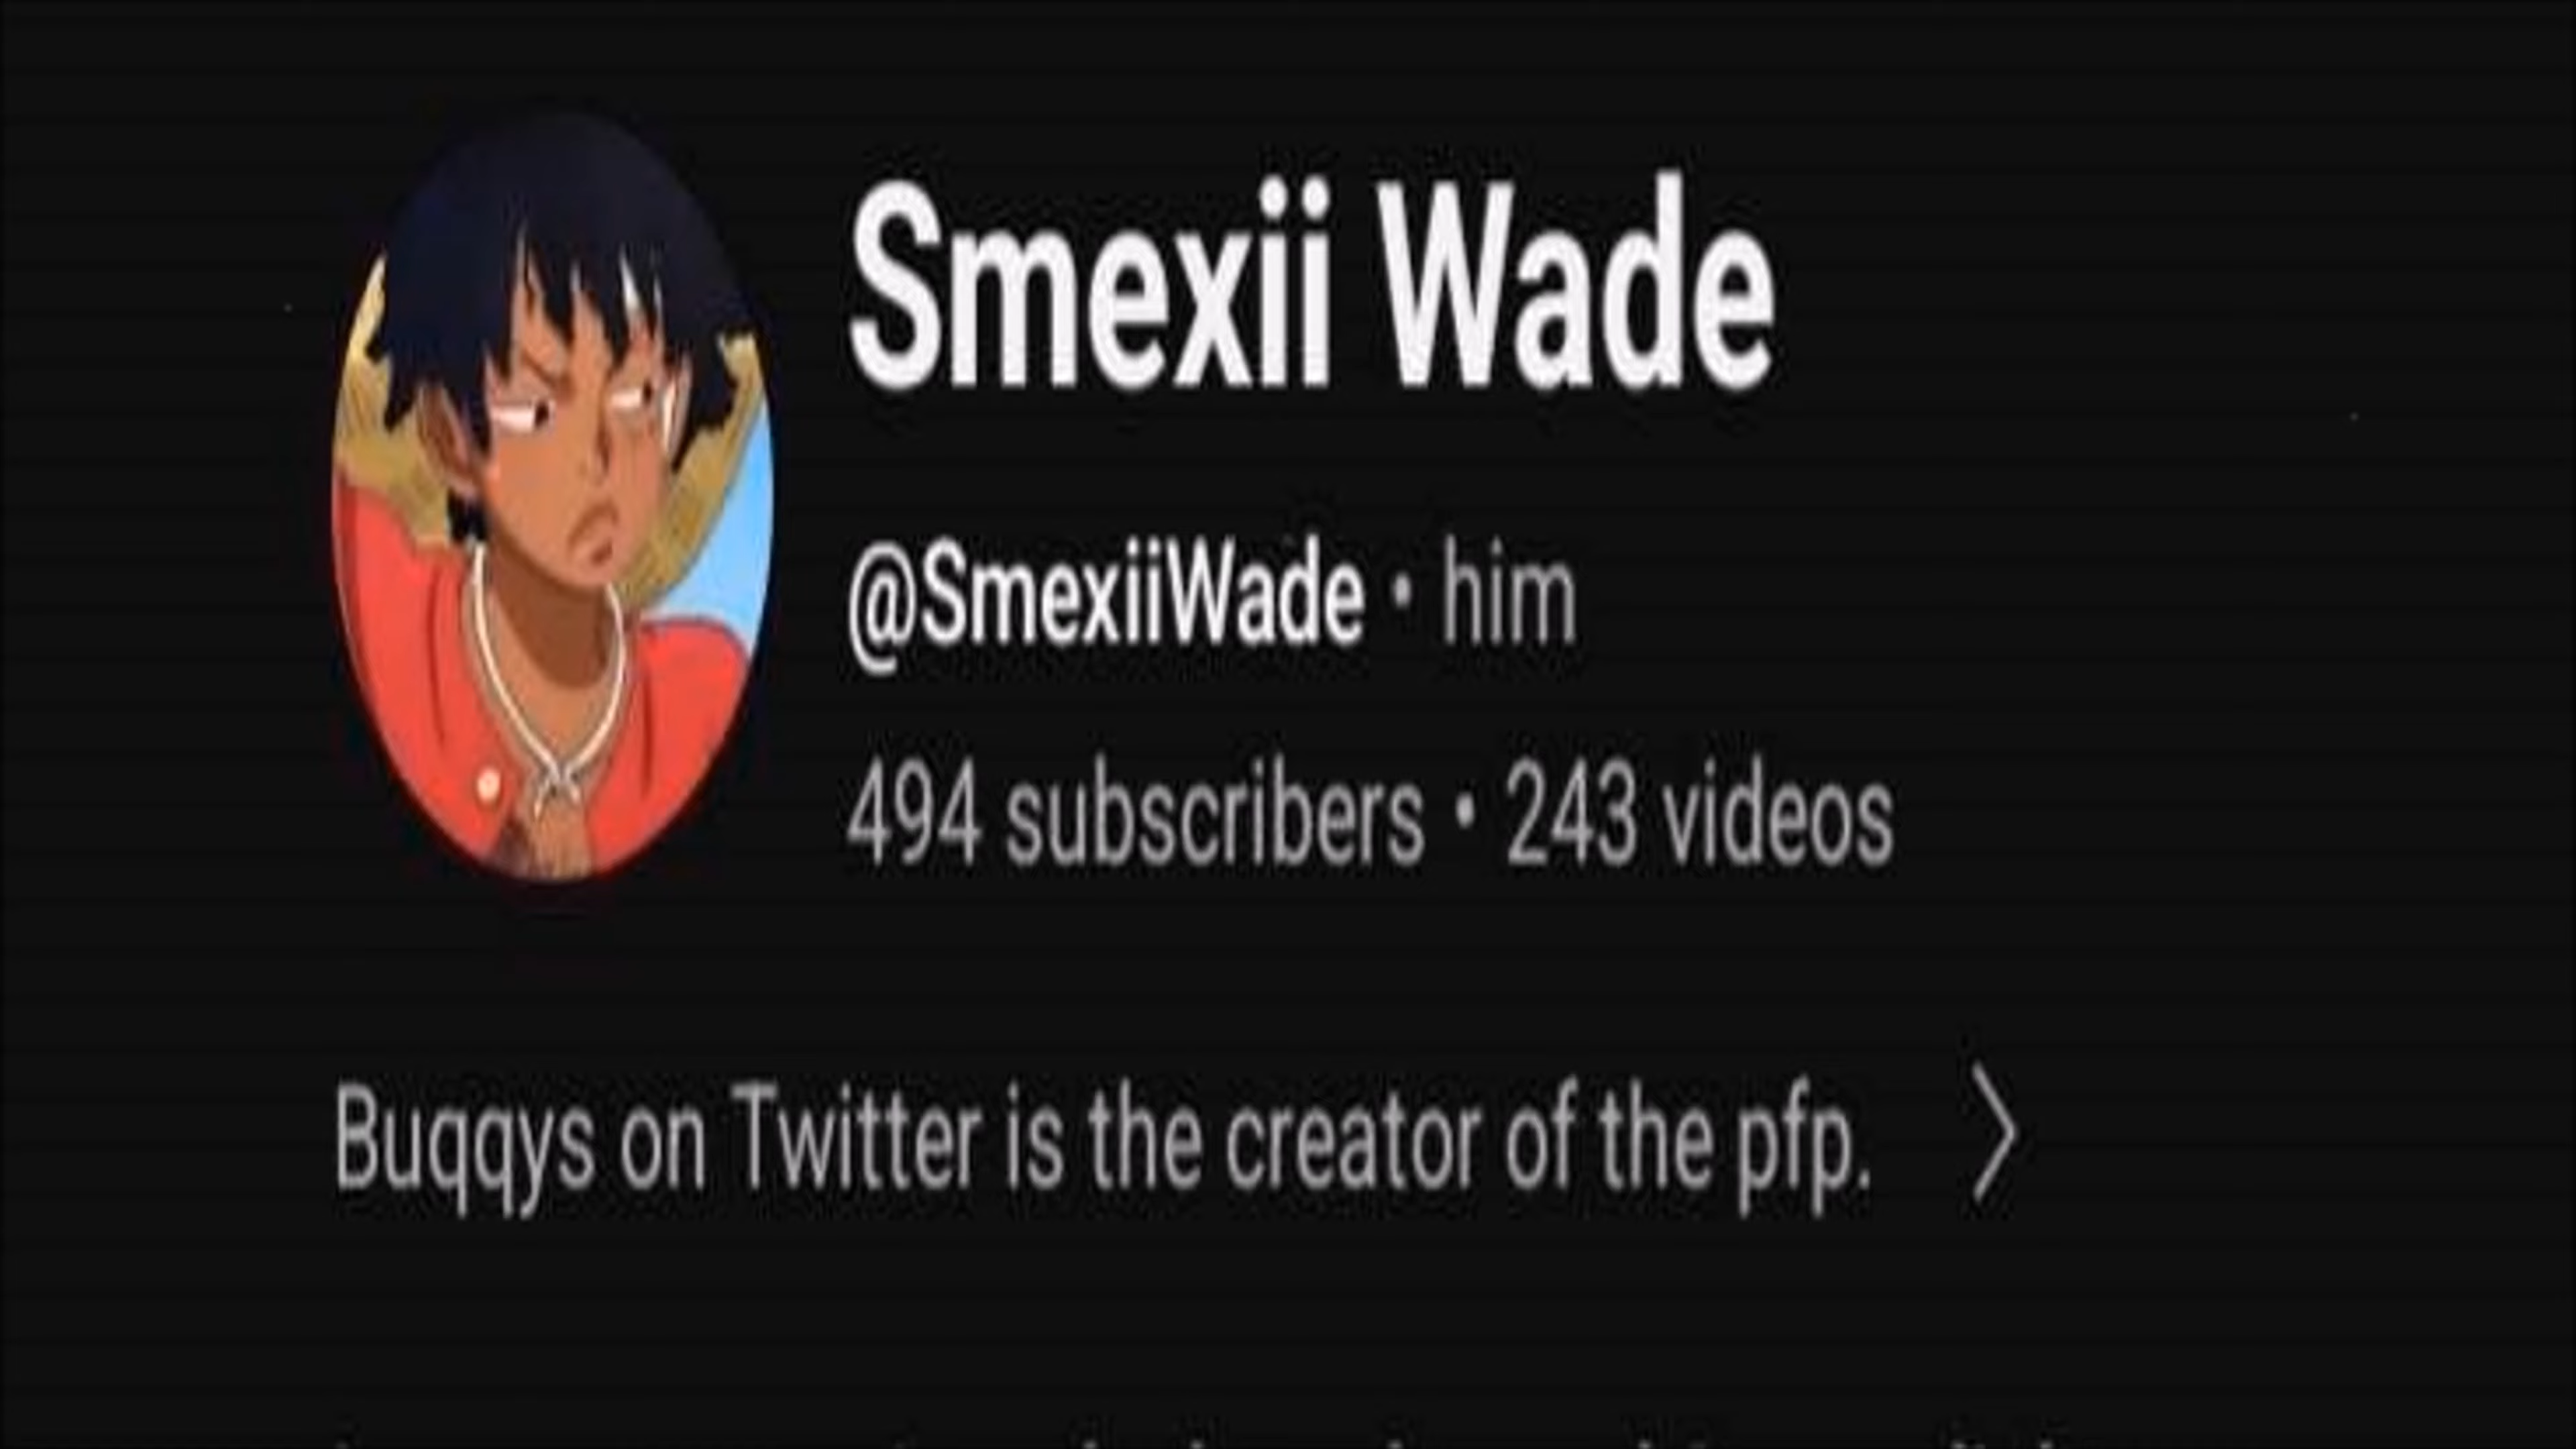 Smexii Wade
@SmexiiWade • him
494 subscribers • 243 videos
Buqqys on Twitter is the creator of the pfp.